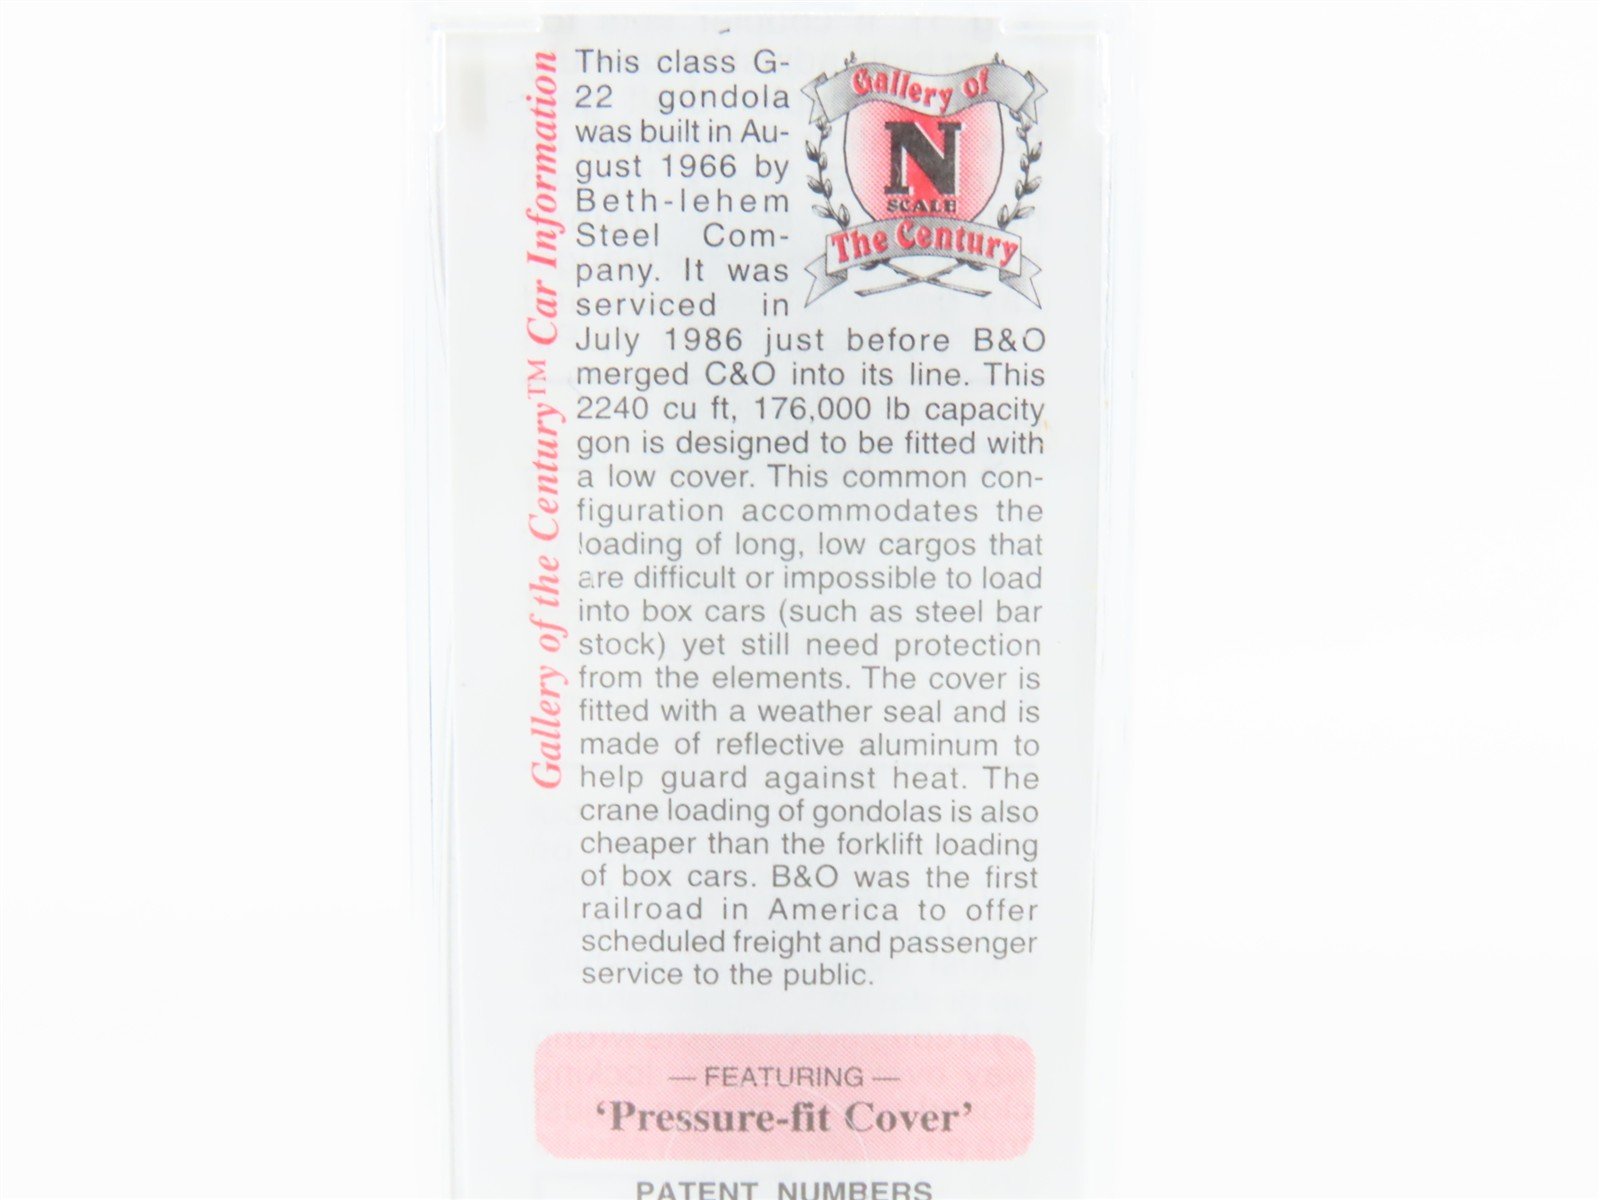 Gallery of the Century™ Car Information
This class G-
22 gondola
was built in Au-
gust 1966 by
Beth-lehem
Steel Com-
pany. It was
serviced in
July 1986 just before B&O
merged C&O into its line. This
2240 cu ft, 176,000 lb capacity
gon is designed to be fitted with
a low cover. This common con-
figuration accommodates the
loading of long, low cargos that
are difficult or impossible to load
into box cars (such as steel bar
stock) yet still need protection
from the elements. The cover is
fitted with a weather seal and is
made of reflective aluminum to
help guard against heat. The
crane loading of gondolas is also
cheaper than the forklift loading
of box cars. B&O was the first
railroad in America to offer
scheduled freight and passenger
service to the public.
Gallery of
N
SCALE
The Century
— FEATURING —
‘Pressure-fit Cover’
PATENT NUMBERS